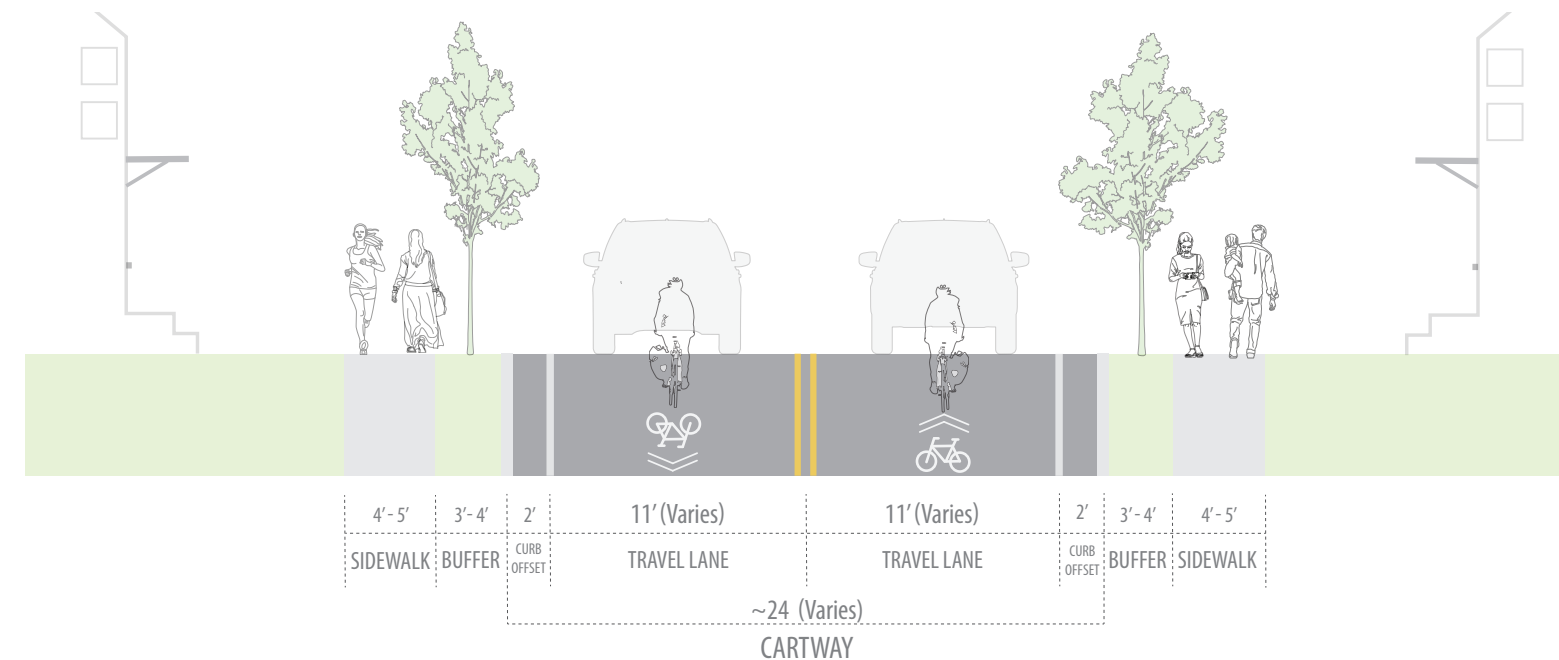 4’ - 5’ 3’- 4’ 2’ 11’ (Varies) 11’ (Varies) 2’ 3’- 4’ 4’ - 5’
SIDEWALK BUFFER CURB OFFSET TRAVEL LANE TRAVEL LANE CURB OFFSET BUFFER SIDEWALK
~24 (Varies)
CARTWAY